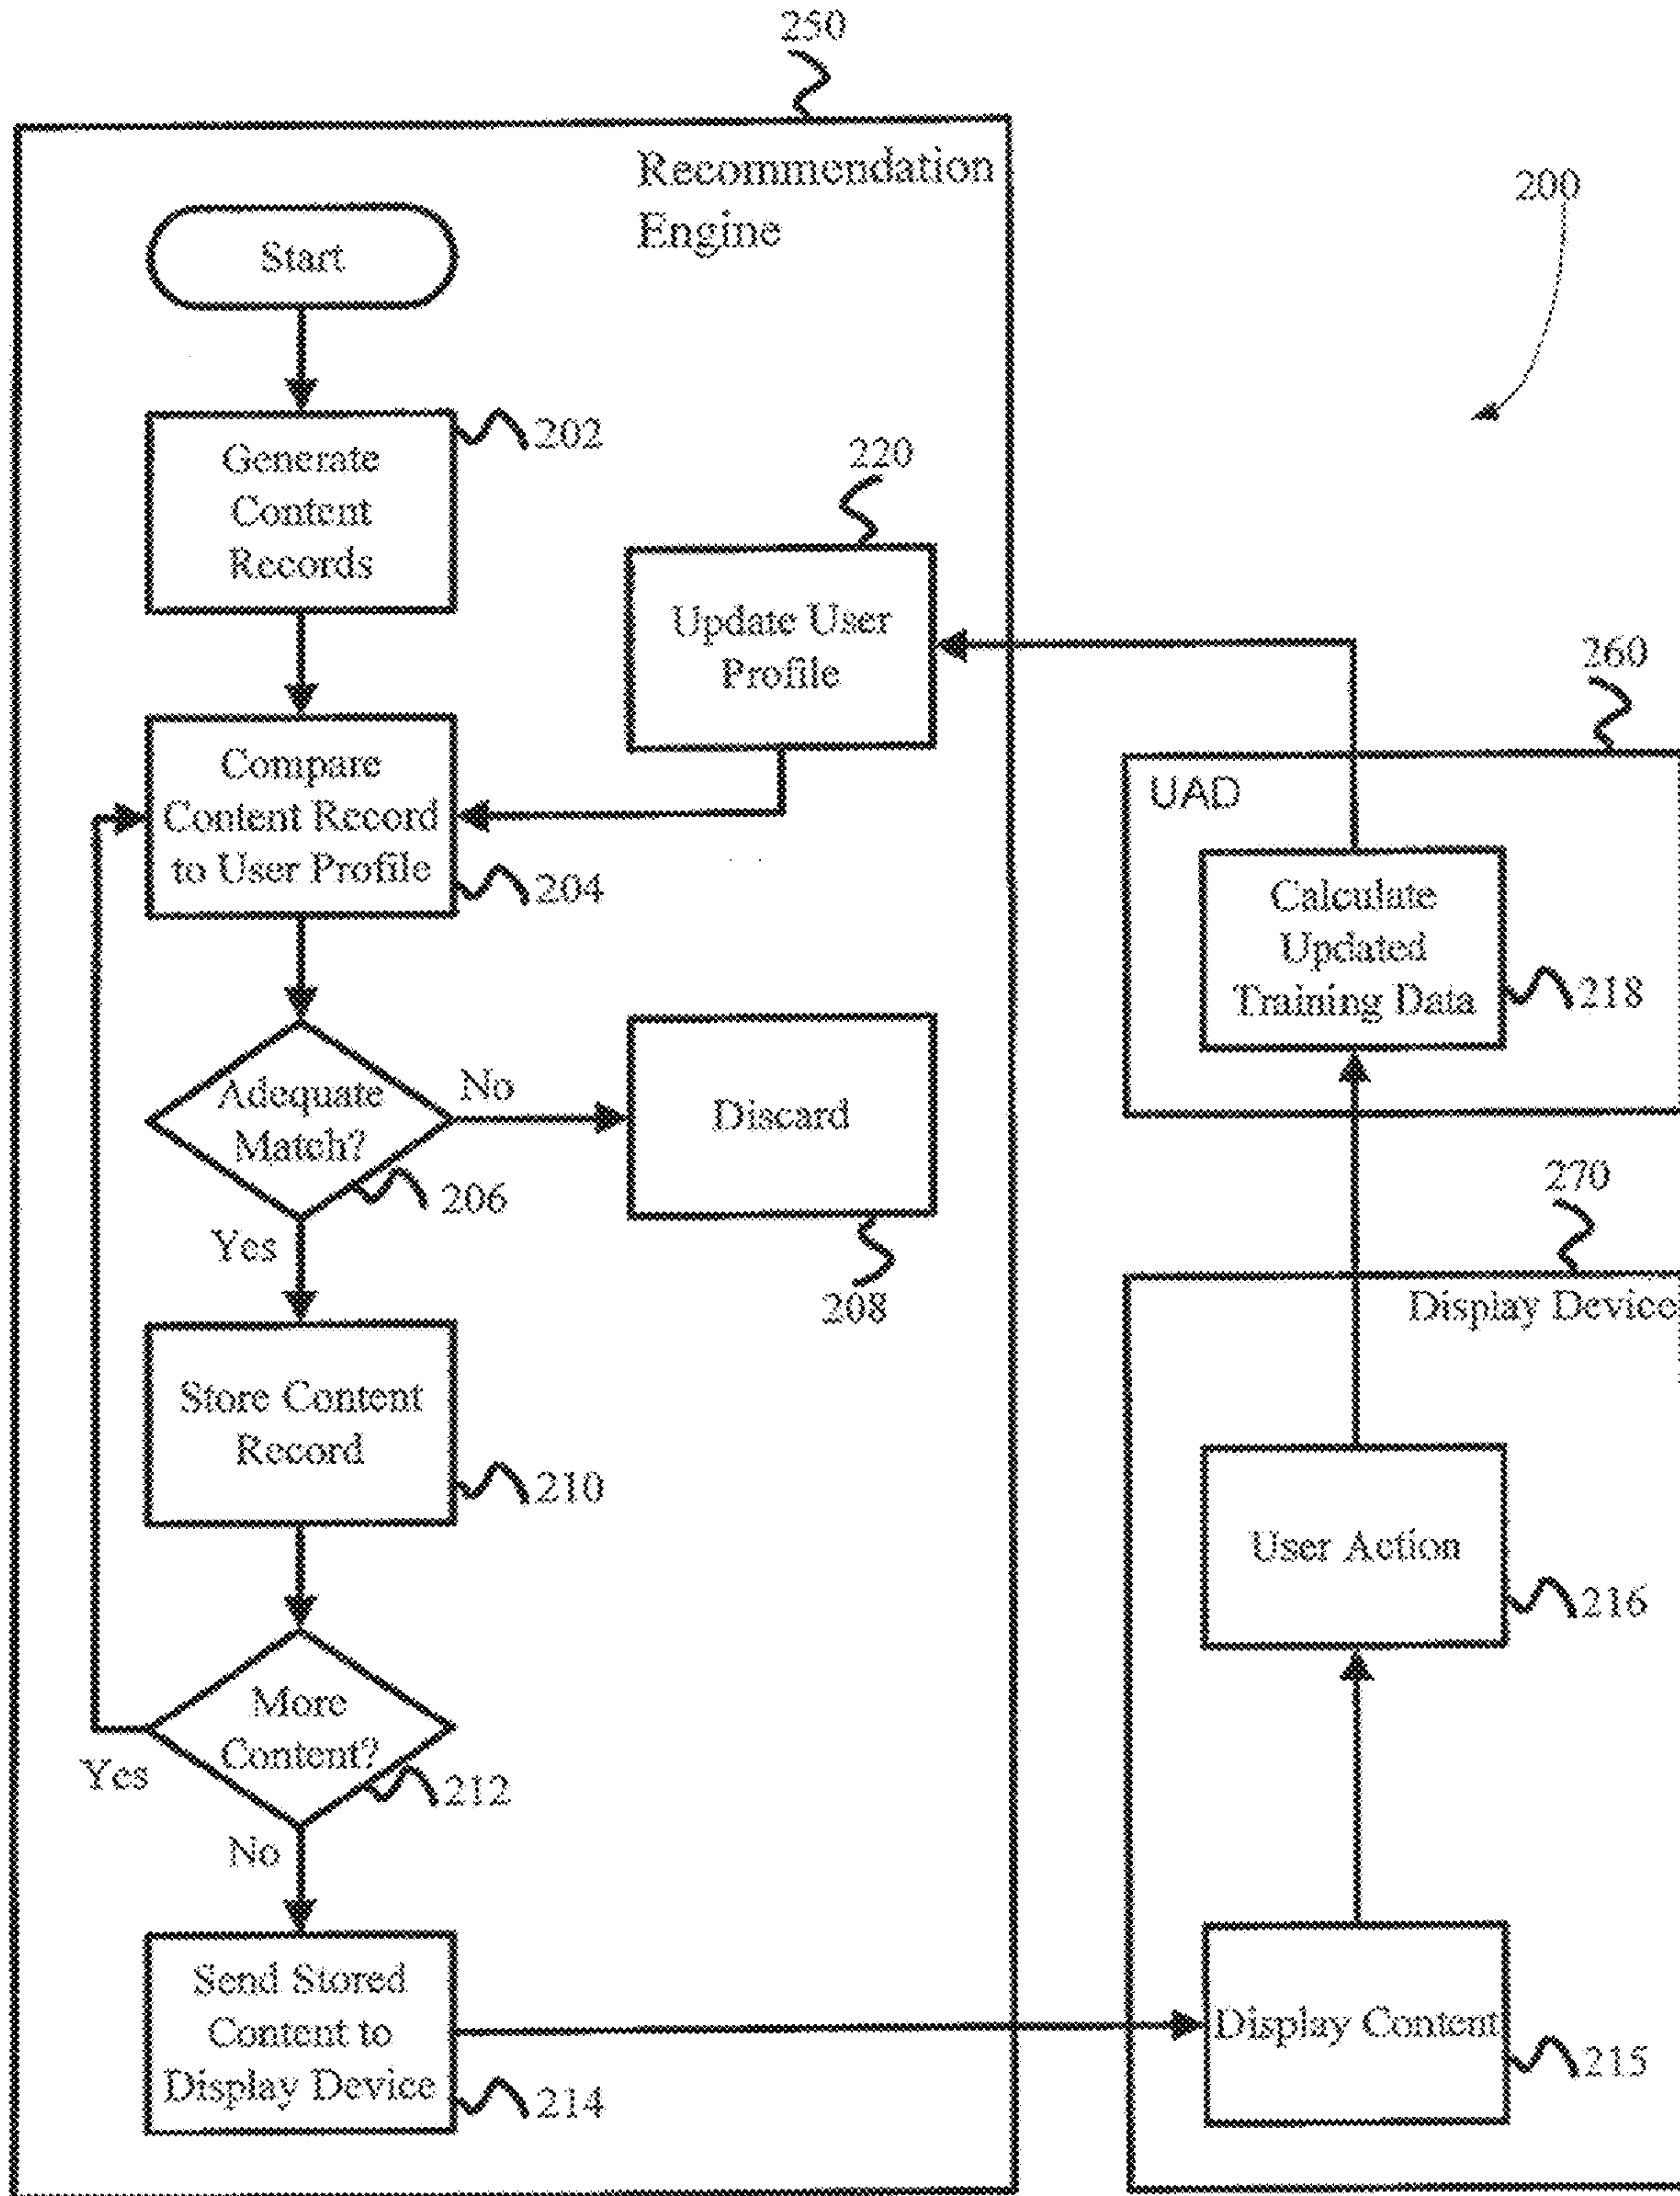 250
Recommendation
Engine
200
Start
202
Generate
Content
Records
220
Update User
Profile
260
UAD
Compare
Content Record
to User Profile
204
Calculate
Updated
Training Data
218
Adequate
Match?
No
206
Yes
Discard
208
270
Display Device
Store Content
Record
210
User Action
216
More
Content?
212
Yes
No
Send Stored
Content to
Display Device
214
Display Content
215